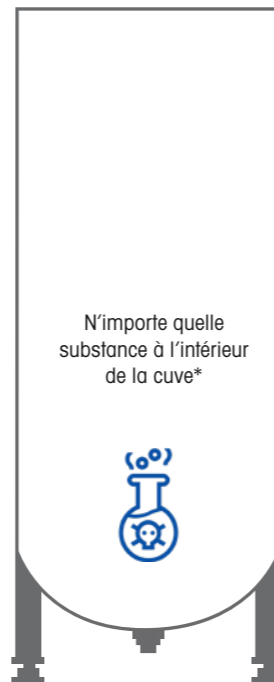 N’importe quelle
substance à l’intérieur
de la cuve*